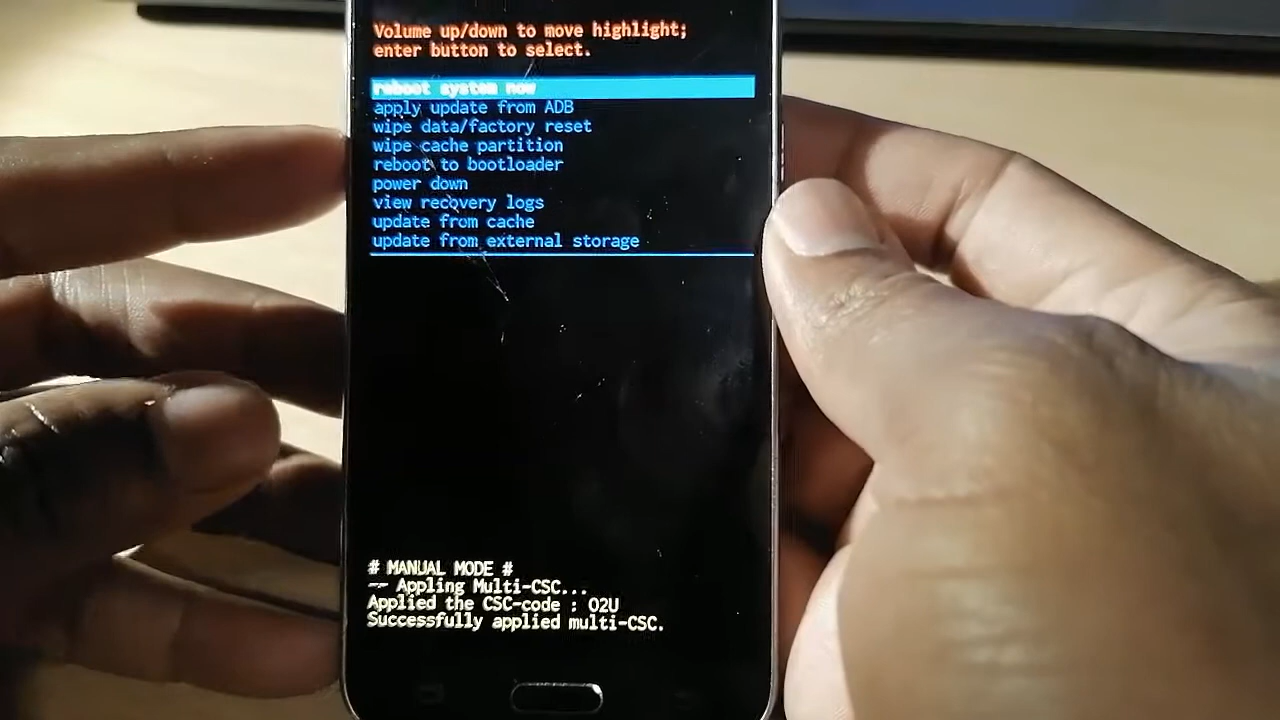 Volume up/down to move highlight;
enter button to select.
reboot system now
apply update from ADB
wipe data/factory reset
wipe cache partition
reboot to bootloader
power down
view recovery logs
update from cache
update from external storage
# MANUAL MODE #
-- Appling Multi-CSC...
Applied the CSC-code : O2U
Successfully applied multi-CSC.